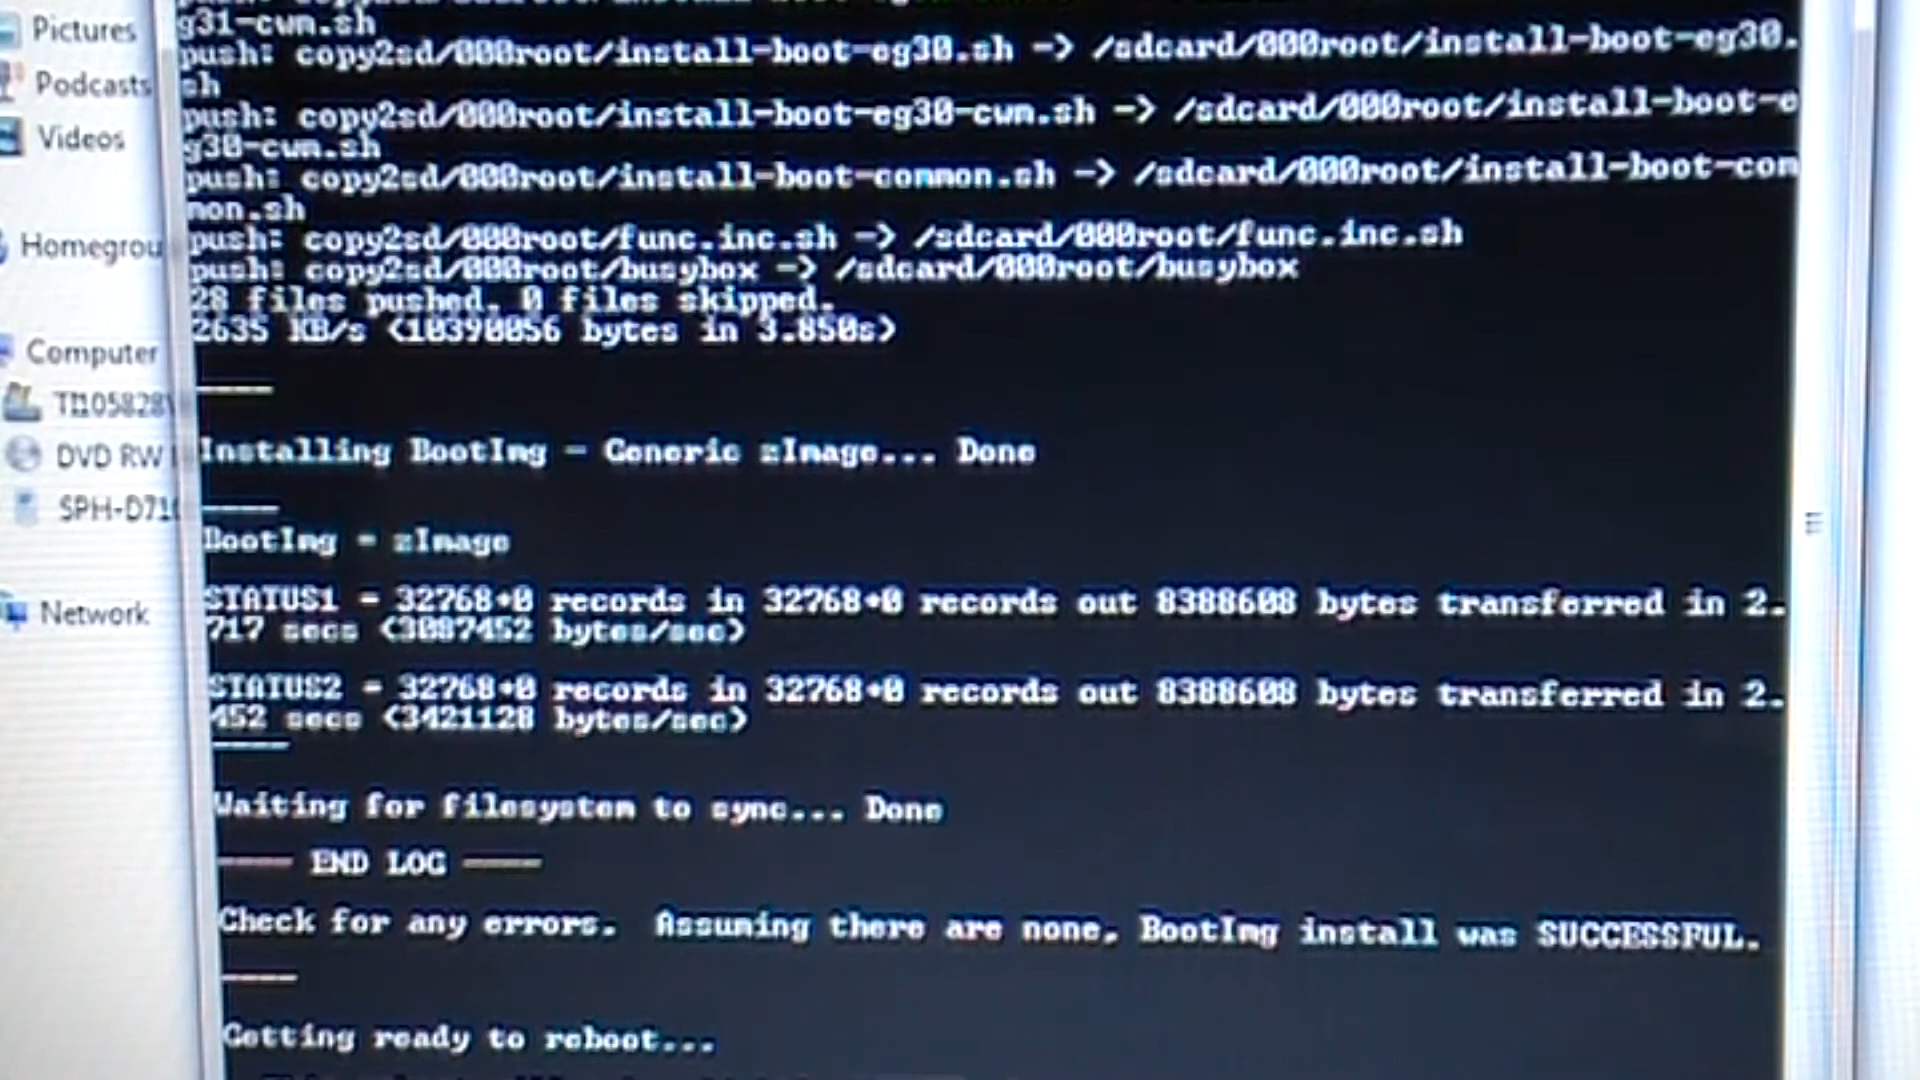 Pictures
Podcasts
Videos
Homegrou
Computer
TI105828
DVD RW
SPH-D710
Network
g31-cwm.sh
push: copy2sd/000root/install-boot-eg30.sh -> /sdcard/000root/install-boot-eg30.
sh
push: copy2sd/000root/install-boot-eg30-cwm.sh -> /sdcard/000root/install-boot-e
g30-cwm.sh
push: copy2sd/000root/install-boot-common.sh -> /sdcard/000root/install-boot-com
mon.sh
push: copy2sd/000root/func.inc.sh -> /sdcard/000root/func.inc.sh
push: copy2sd/000root/busybox -> /sdcard/000root/busybox
28 files pushed. 0 files skipped.
2635 KB/s (10390056 bytes in 3.850s)
----
Installing BootImg - Generic zImage... Done
----
BootImg = zImage
STATUS1 = 32768+0 records in 32768+0 records out 8388608 bytes transferred in 2.
717 secs (3087452 bytes/sec)
STATUS2 = 32768+0 records in 32768+0 records out 8388608 bytes transferred in 2.
452 secs (3421128 bytes/sec)
----
Waiting for filesystem to sync... Done
---- END LOG ----
Check for any errors.  Assuming there are none, BootImg install was SUCCESSFUL.
----
Getting ready to reboot...